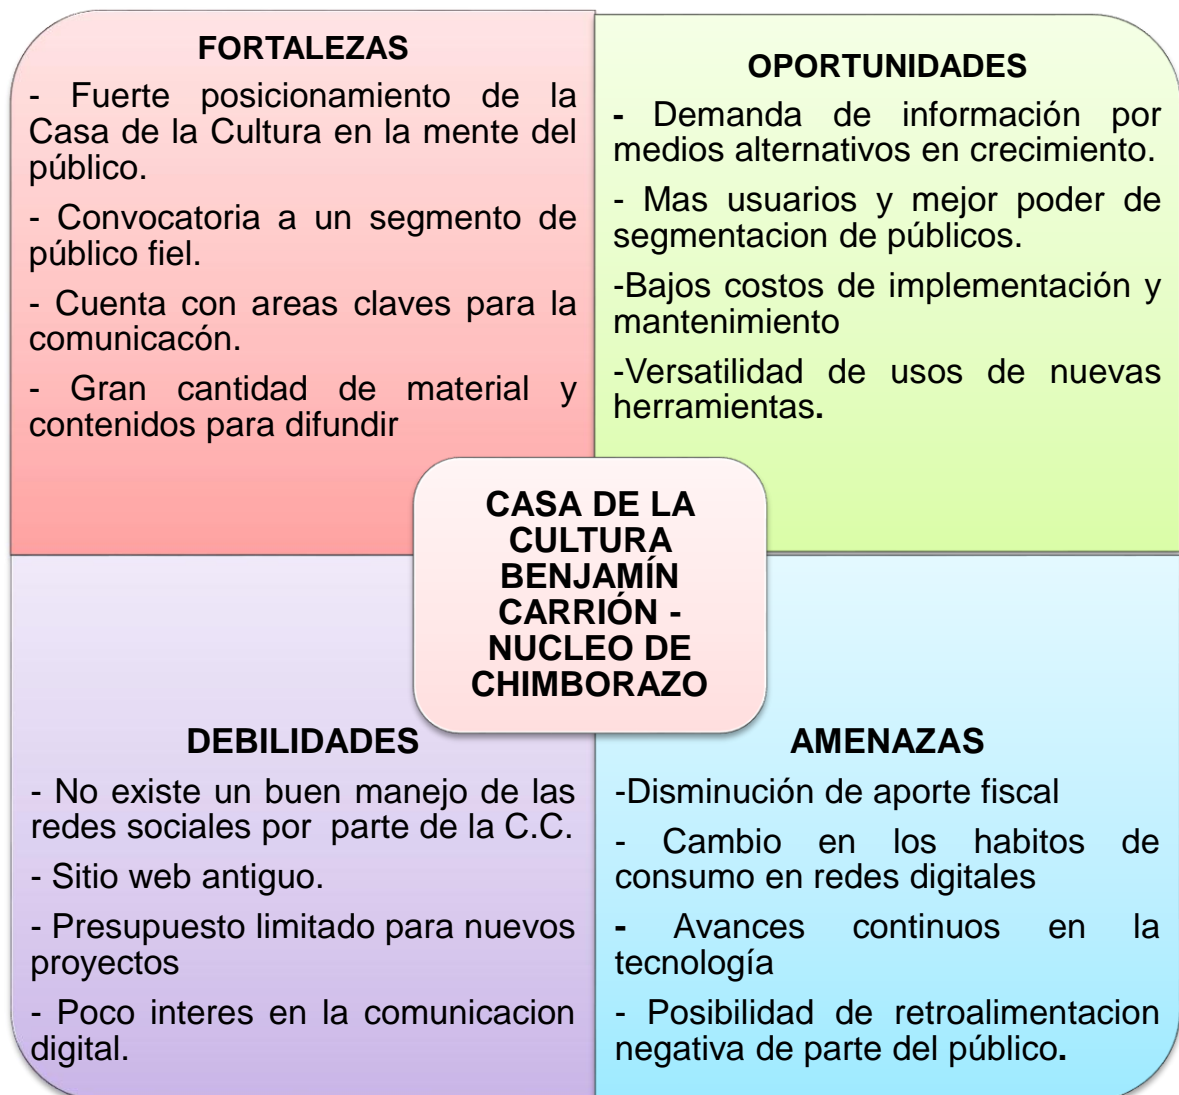 FORTALEZAS
- Fuerte posicionamiento de la
Casa de la Cultura en la mente del
público.
- Convocatoria a un segmento de
público fiel.
- Cuenta con areas claves para la
comunicacón.
- Gran cantidad de material y
contenidos para difundir
OPORTUNIDADES
- Demanda de información por
medios alternativos en crecimiento.
- Mas usuarios y mejor poder de
segmentacion de públicos.
-Bajos costos de implementación y
mantenimiento
-Versatilidad de usos de nuevas
herramientas.
CASA DE LA
CULTURA
BENJAMÍN
CARRIÓN -
NUCLEO DE
CHIMBORAZO
DEBILIDADES
- No existe un buen manejo de las
redes sociales por parte de la C.C.
- Sitio web antiguo.
- Presupuesto limitado para nuevos
proyectos
- Poco interes en la comunicacion
digital.
AMENAZAS
-Disminución de aporte fiscal
- Cambio en los habitos de
consumo en redes digitales
- Avances continuos en la
tecnología
- Posibilidad de retroalimentacion
negativa de parte del público.